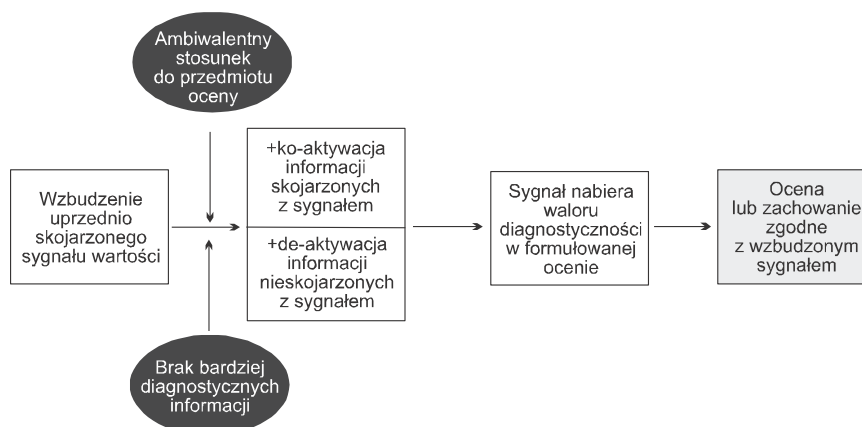 Ambiwalentny
stosunek
do przedmiotu
oceny
Wzbudzenie
uprzednio
skojarzonego
sygnału wartości
+ko-aktywacja
informacji
skojarzonych
z sygnałem
+de-aktywacja
informacji
nieskojarzonych
z sygnałem
Sygnał nabiera
waloru
diagnostyczności
w formułowanej
ocenie
Ocena
lub zachowanie
zgodne
z wzbudzonym
sygnałem
Brak bardziej
diagnostycznych
informacji